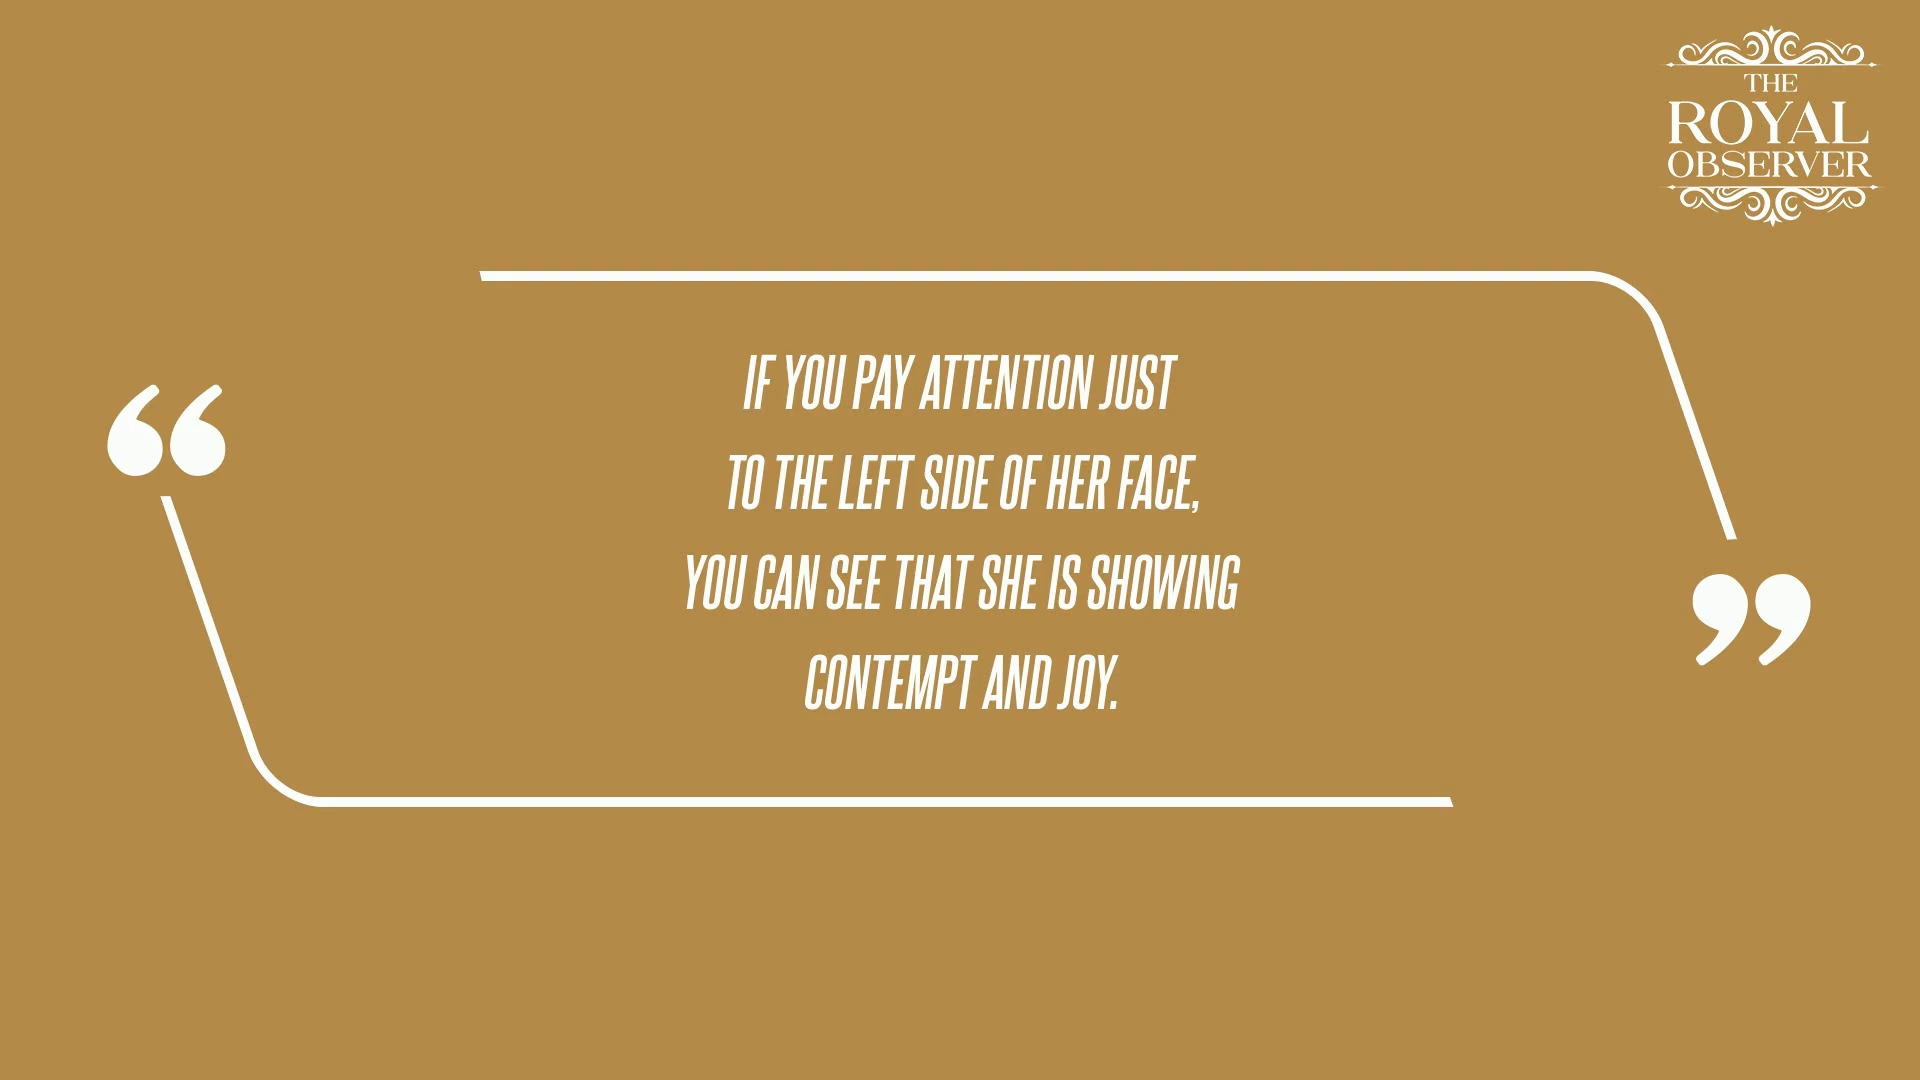 THE
ROYAL
OBSERVER
“
IF YOU PAY ATTENTION JUST
TO THE LEFT SIDE OF HER FACE,
YOU CAN SEE THAT SHE IS SHOWING
CONTEMPT AND JOY.
”